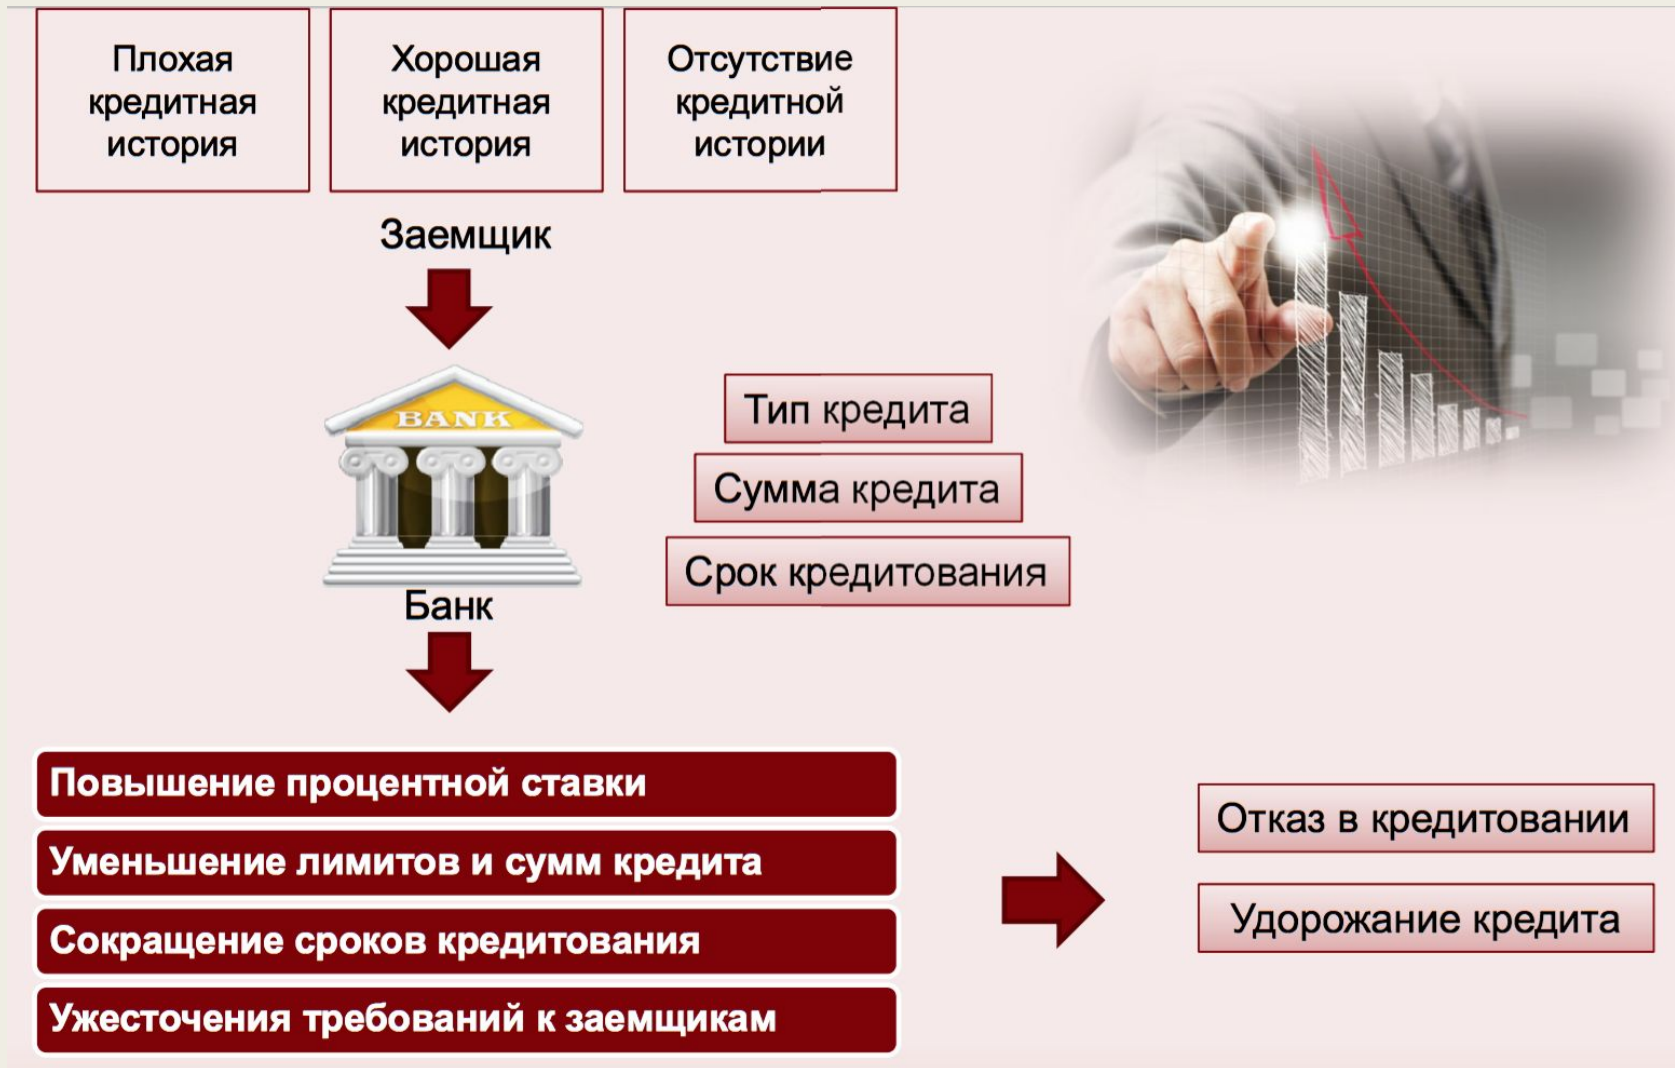 Плохая
кредитная
история
Хорошая
кредитная
история
Отсутствие
кредитной
истории
Заемщик
BANK
Банк
Тип кредита
Сумма кредита
Срок кредитования
Повышение процентной ставки
Уменьшение лимитов и сумм кредита
Сокращение сроков кредитования
Ужесточения требований к заемщикам
Отказ в кредитовании
Удорожание кредита